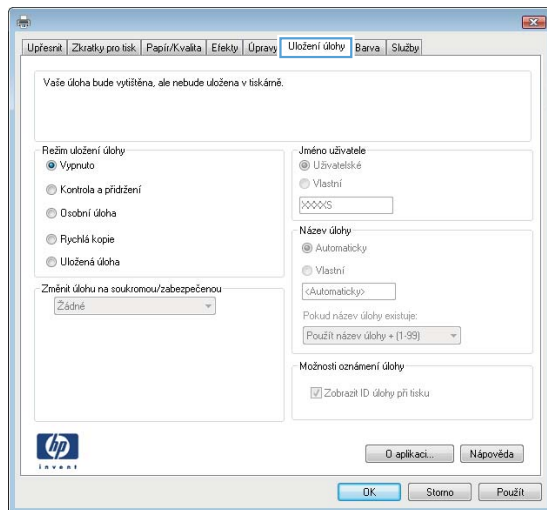 Upřesnit Zkratky pro tisk Papír/Kvalita Efekty Úpravy Uložení úlohy Barva Služby
Vaše úloha bude vytištěna, ale nebude uložena v tiskárně.
Režim uložení úlohy
Vypnuto
Kontrola a přidržení
Osobní úloha
Rychlá kopie
Uložená úloha
Změnit úlohu na soukromou/zabezpečenou
Žádné
Jméno uživatele
Uživatelské
Vlastní
XXXXS
Název úlohy
Automaticky
Vlastní
<Automaticky>
Pokud název úlohy existuje:
Použít název úlohy + (1-99)
Možnosti oznámení úlohy
Zobrazit ID úlohy při tisku
hp
invent
O aplikaci... Nápověda
OK Storno Použít